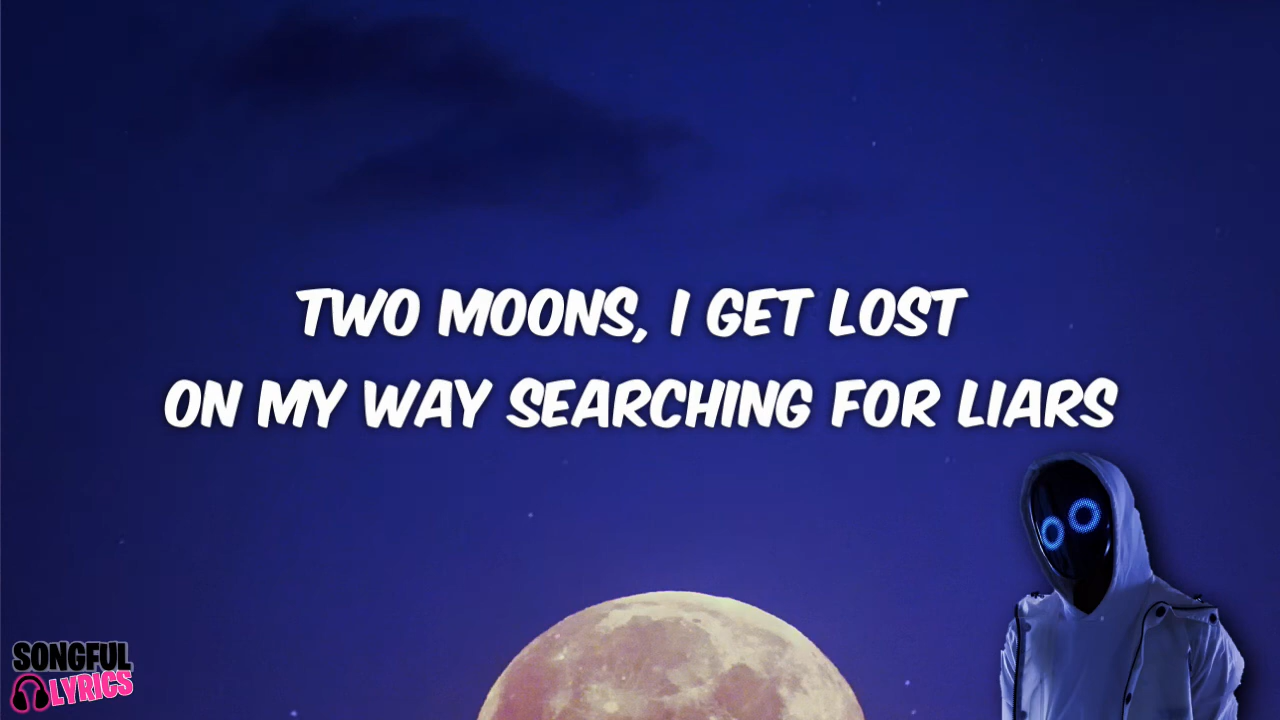 TWO MOONS, I GET LOST
ON MY WAY SEARCHING FOR LIARS
SONGFUL
LYRICS